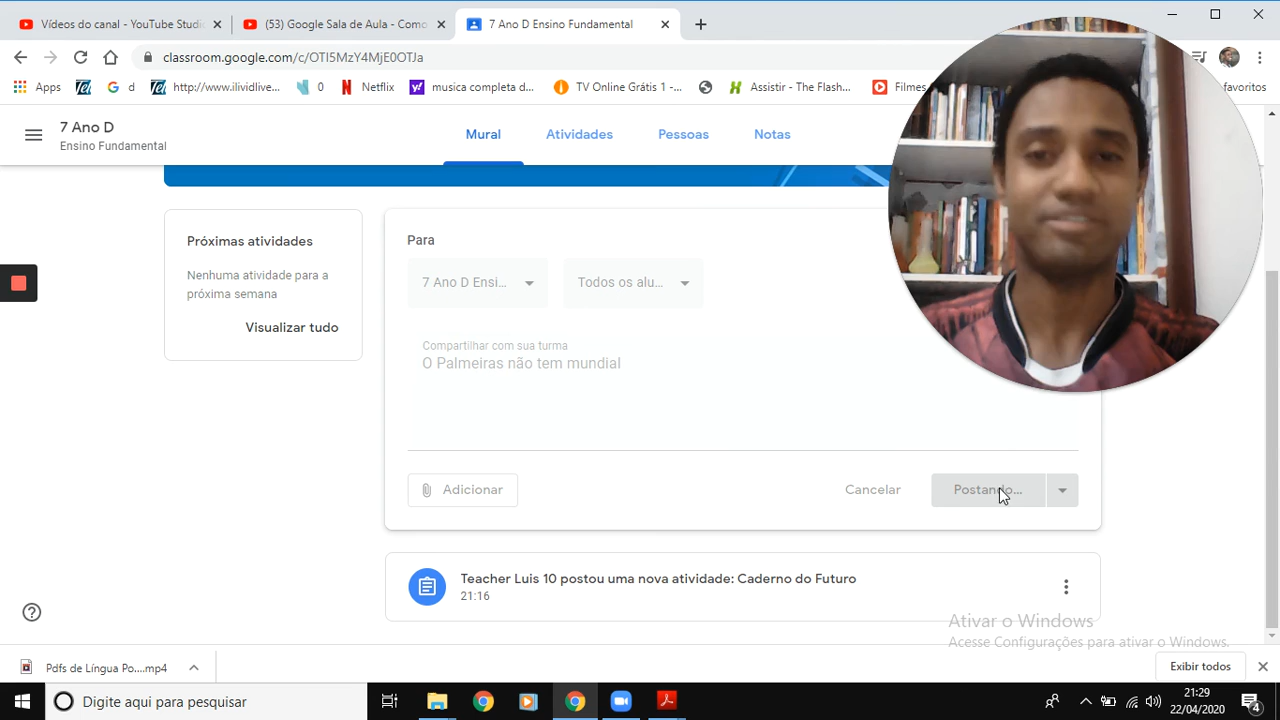 Vídeos do canal - YouTube Studio
(53) Google Sala de Aula - Como
7 Ano D Ensino Fundamental
classroom.google.com/c/OTI5MzY4MjE0OTJa
Apps
d
http://www.ilividlive...
0
Netflix
musica completa d...
TV Online Grátis 1 -...
Assistir - The Flash...
Filmes
favoritos
7 Ano D
Ensino Fundamental
Mural
Atividades
Pessoas
Notas
Próximas atividades
Nenhuma atividade para a
próxima semana
Visualizar tudo
Para
7 Ano D Ensi...
Todos os alu...
Compartilhar com sua turma
O Palmeiras não tem mundial
Adicionar
Cancelar
Postando...
Teacher Luis 10 postou uma nova atividade: Caderno do Futuro
21:16
Ativar o Windows
Acesse Configurações para ativar o Windows.
Pdfs de Língua Po....mp4
Exibir todos
Digite aqui para pesquisar
21:29
22/04/2020
4